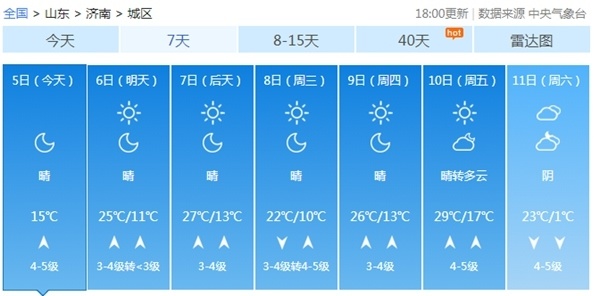 全国 > 山东 > 济南 > 城区
18:00更新 | 数据来源 中央气象台
今天 7天 8-15天 40天 hot 雷达图
5日（今天） 6日（明天） 7日（后天） 8日（周三） 9日（周四） 10日（周五） 11日（周六）
晴 晴 晴 晴 晴 晴转多云 阴
15℃ 25℃/11℃ 27℃/13℃ 22℃/10℃ 26℃/13℃ 29℃/17℃ 23℃/1℃
4-5级 3-4级转<3级 3-4级 3-4级转4-5级 3-4级 4-5级 4-5级